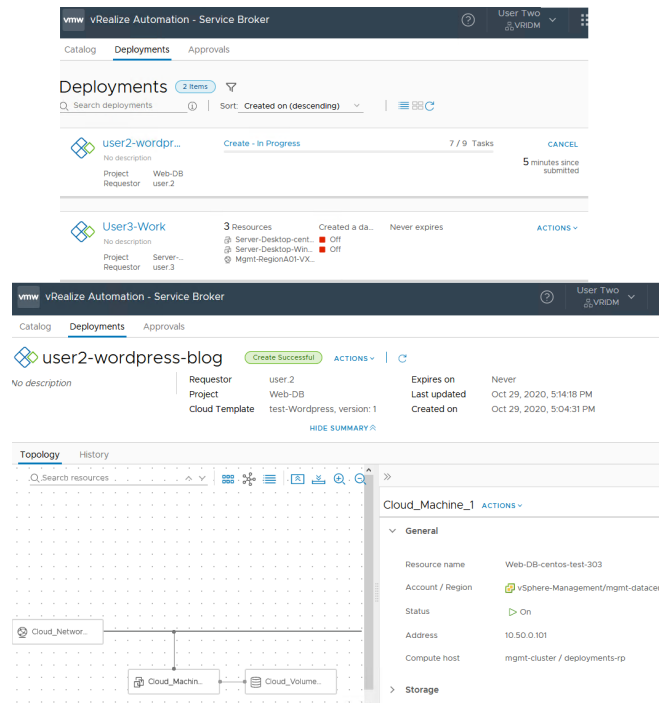 vmw vRealize Automation - Service Broker
User Two
VRIDM
Catalog Deployments Approvals
Deployments 2 Items
Search deployments Sort: Created on (descending)
user2-wordpr... Create - In Progress 7 / 9 Tasks CANCEL
No description
5 minutes since submitted
Project Web-DB
Requestor user.2
User3-Work 3 Resources Created a da... Never expires ACTIONS
No description
Server-Desktop-cent... Off
Server-Desktop-Win... Off
Mgmt-RegionA01-VX...
Project Server-...
Requestor user.3
vmw vRealize Automation - Service Broker
User Two
VRIDM
Catalog Deployments Approvals
user2-wordpress-blog Create Successful ACTIONS
No description
Requestor user.2 Expires on Never
Project Web-DB Last updated Oct 29, 2020, 5:14:18 PM
Cloud Template test-Wordpress, version: 1 Created on Oct 29, 2020, 5:04:31 PM
HIDE SUMMARY
Topology History
Search resources
Cloud_Machine_1 ACTIONS
General
Resource name Web-DB-centos-test-303
Account / Region vSphere-Management/mgmt-datacen
Status On
Address 10.50.0.101
Compute host mgmt-cluster / deployments-rp
Storage
Cloud_Networ...
Cloud_Machin...
Cloud_Volume...